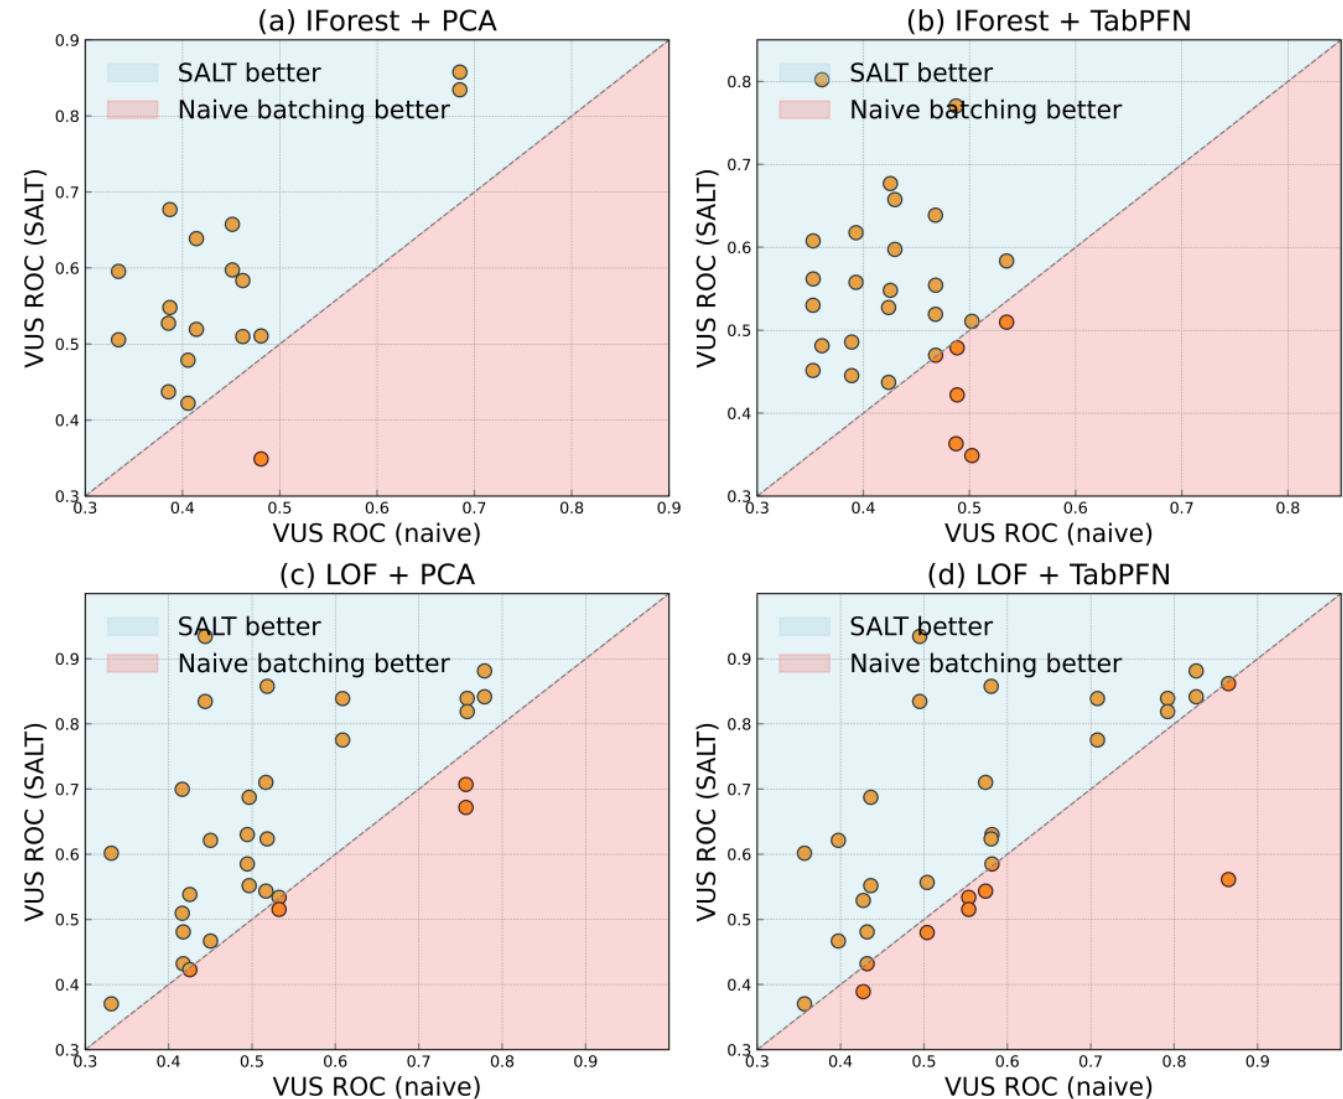 (a) IForest + PCA
0.9
0.8
0.7
0.6
0.5
0.4
0.3
VUS ROC (SALT)
SALT better
Naive batching better
0.3 0.4 0.5 0.6 0.7 0.8 0.9
VUS ROC (naive)
(b) IForest + TabPFN
0.8
0.7
0.6
0.5
0.4
0.3
VUS ROC (SALT)
SALT better
Naive batching better
0.3 0.4 0.5 0.6 0.7 0.8
VUS ROC (naive)
(c) LOF + PCA
0.9
0.8
0.7
0.6
0.5
0.4
0.3
VUS ROC (SALT)
SALT better
Naive batching better
0.3 0.4 0.5 0.6 0.7 0.8 0.9
VUS ROC (naive)
(d) LOF + TabPFN
0.9
0.8
0.7
0.6
0.5
0.4
0.3
VUS ROC (SALT)
SALT better
Naive batching better
0.3 0.4 0.5 0.6 0.7 0.8 0.9
VUS ROC (naive)